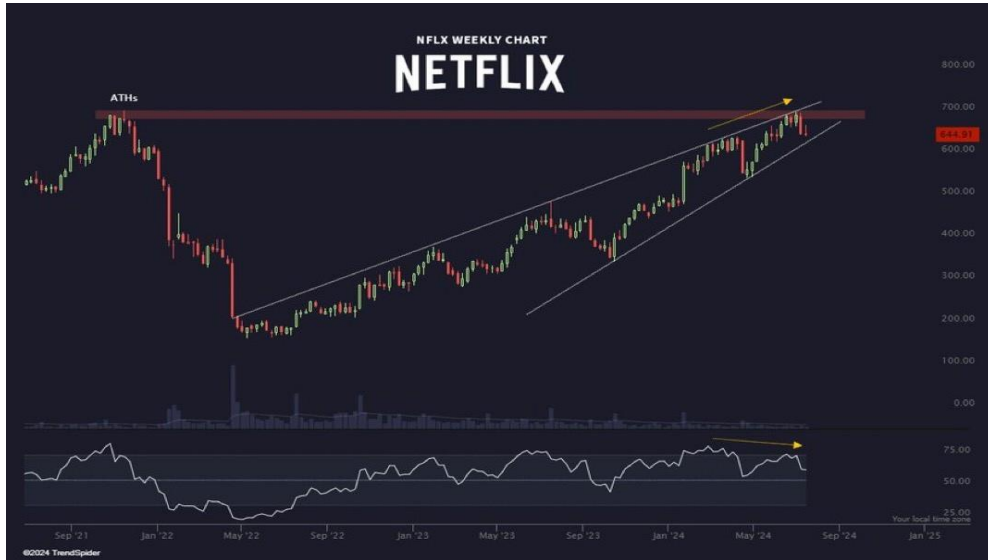 NFLX WEEKLY CHART
NETFLIX
ATHs
800.00
700.00
644.91
600.00
500.00
400.00
300.00
200.00
100.00
0.00
75.00
50.00
25.00
Your local time zone
Sep '21 Jan '22 May '22 Sep '22 Jan '23 May '23 Sep '23 Jan '24 May '24 Sep '24 Jan '25
©2024 TrendSpider